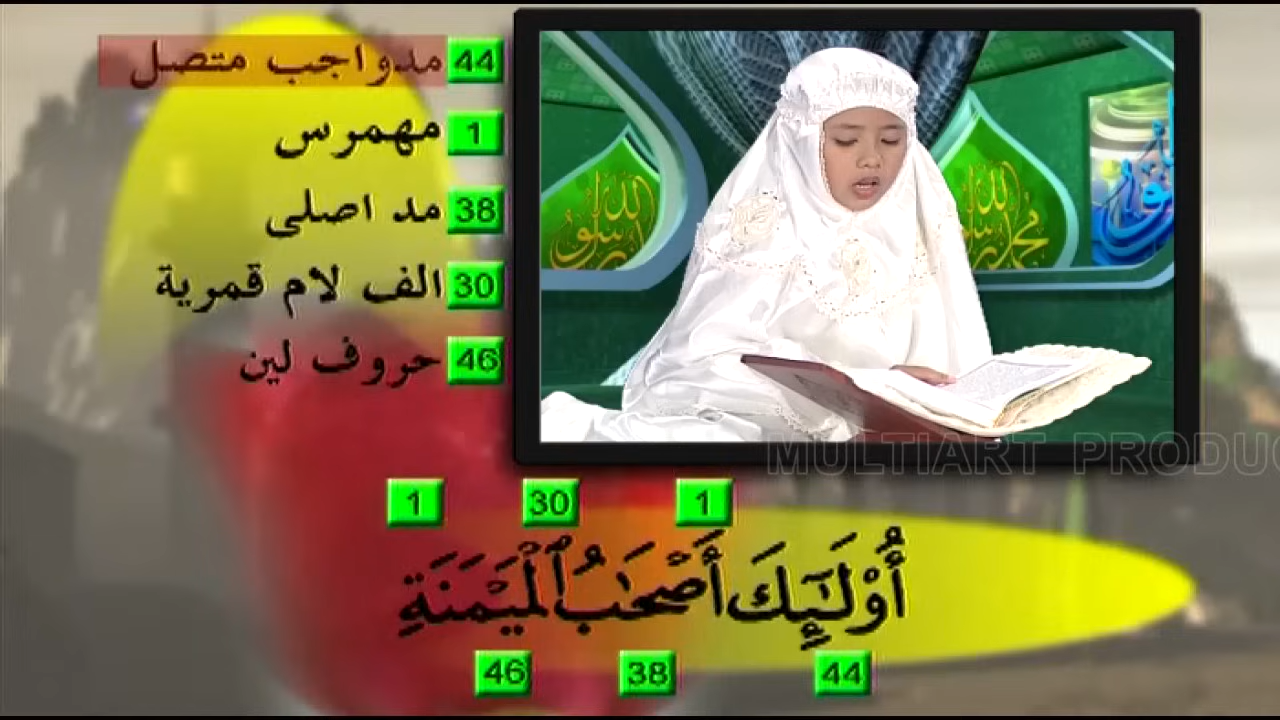 44 مدواجب متصل
1 مهمرس
38 مد اصلى
30 الف لام قمرية
46 حروف لين
MULTIART PRODUC
1 30 1
أُوْلَـٰٓئِكَ أَصْحَـٰبُ ٱلْمَيْمَنَةِ
44 38 46